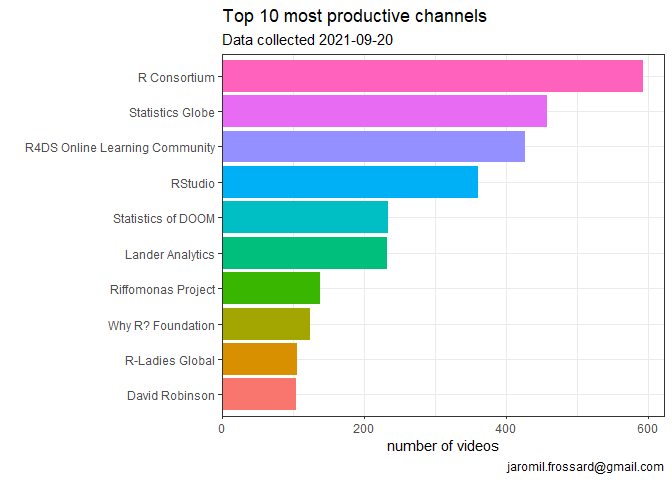 Top 10 most productive channels
Data collected 2021-09-20
R Consortium
Statistics Globe
R4DS Online Learning Community
RStudio
Statistics of DOOM
Lander Analytics
Riffomonas Project
Why R? Foundation
R-Ladies Global
David Robinson
0 200 400 600
number of videos
jaromil.frossard@gmail.com